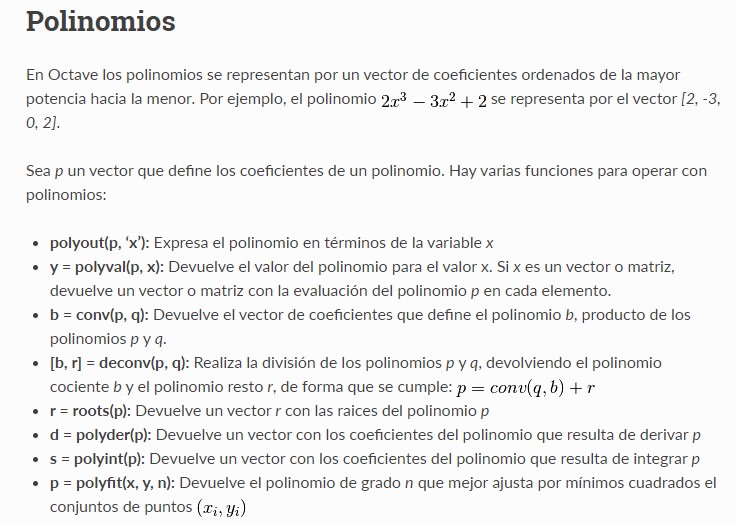 Polinomios
En Octave los polinomios se representan por un vector de coeficientes ordenados de la mayor
potencia hacia la menor. Por ejemplo, el polinomio 2x³ − 3x² + 2 se representa por el vector [2, -3,
0, 2].
Sea p un vector que define los coeficientes de un polinomio. Hay varias funciones para operar con
polinomios:
• polyout(p, ‘x’): Expresa el polinomio en términos de la variable x
• y = polyval(p, x): Devuelve el valor del polinomio para el valor x. Si x es un vector o matriz,
devuelve un vector o matriz con la evaluación del polinomio p en cada elemento.
• b = conv(p, q): Devuelve el vector de coeficientes que define el polinomio b, producto de los
polinomios p y q.
• [b, r] = deconv(p, q): Realiza la división de los polinomios p y q, devolviendo el polinomio
cociente b y el polinomio resto r, de forma que se cumple: p = conv(q, b) + r
• r = roots(p): Devuelve un vector r con las raices del polinomio p
• d = polyder(p): Devuelve un vector con los coeficientes del polinomio que resulta de derivar p
• s = polyint(p): Devuelve un vector con los coeficientes del polinomio que resulta de integrar p
• p = polyfit(x, y, n): Devuelve el polinomio de grado n que mejor ajusta por mínimos cuadrados el
conjuntos de puntos (xᵢ, yᵢ)